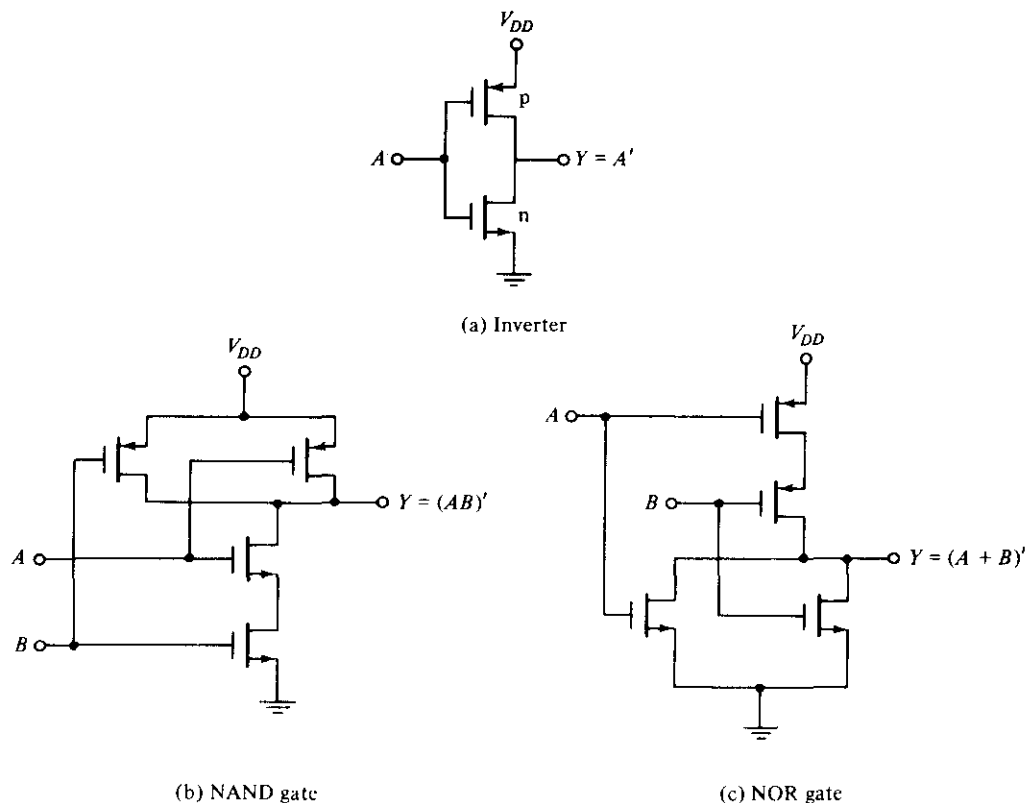 V_DD
p
A
Y = A'
n
(a) Inverter
V_DD
Y = (AB)'
A
B
(b) NAND gate
V_DD
A
B
Y = (A + B)'
(c) NOR gate